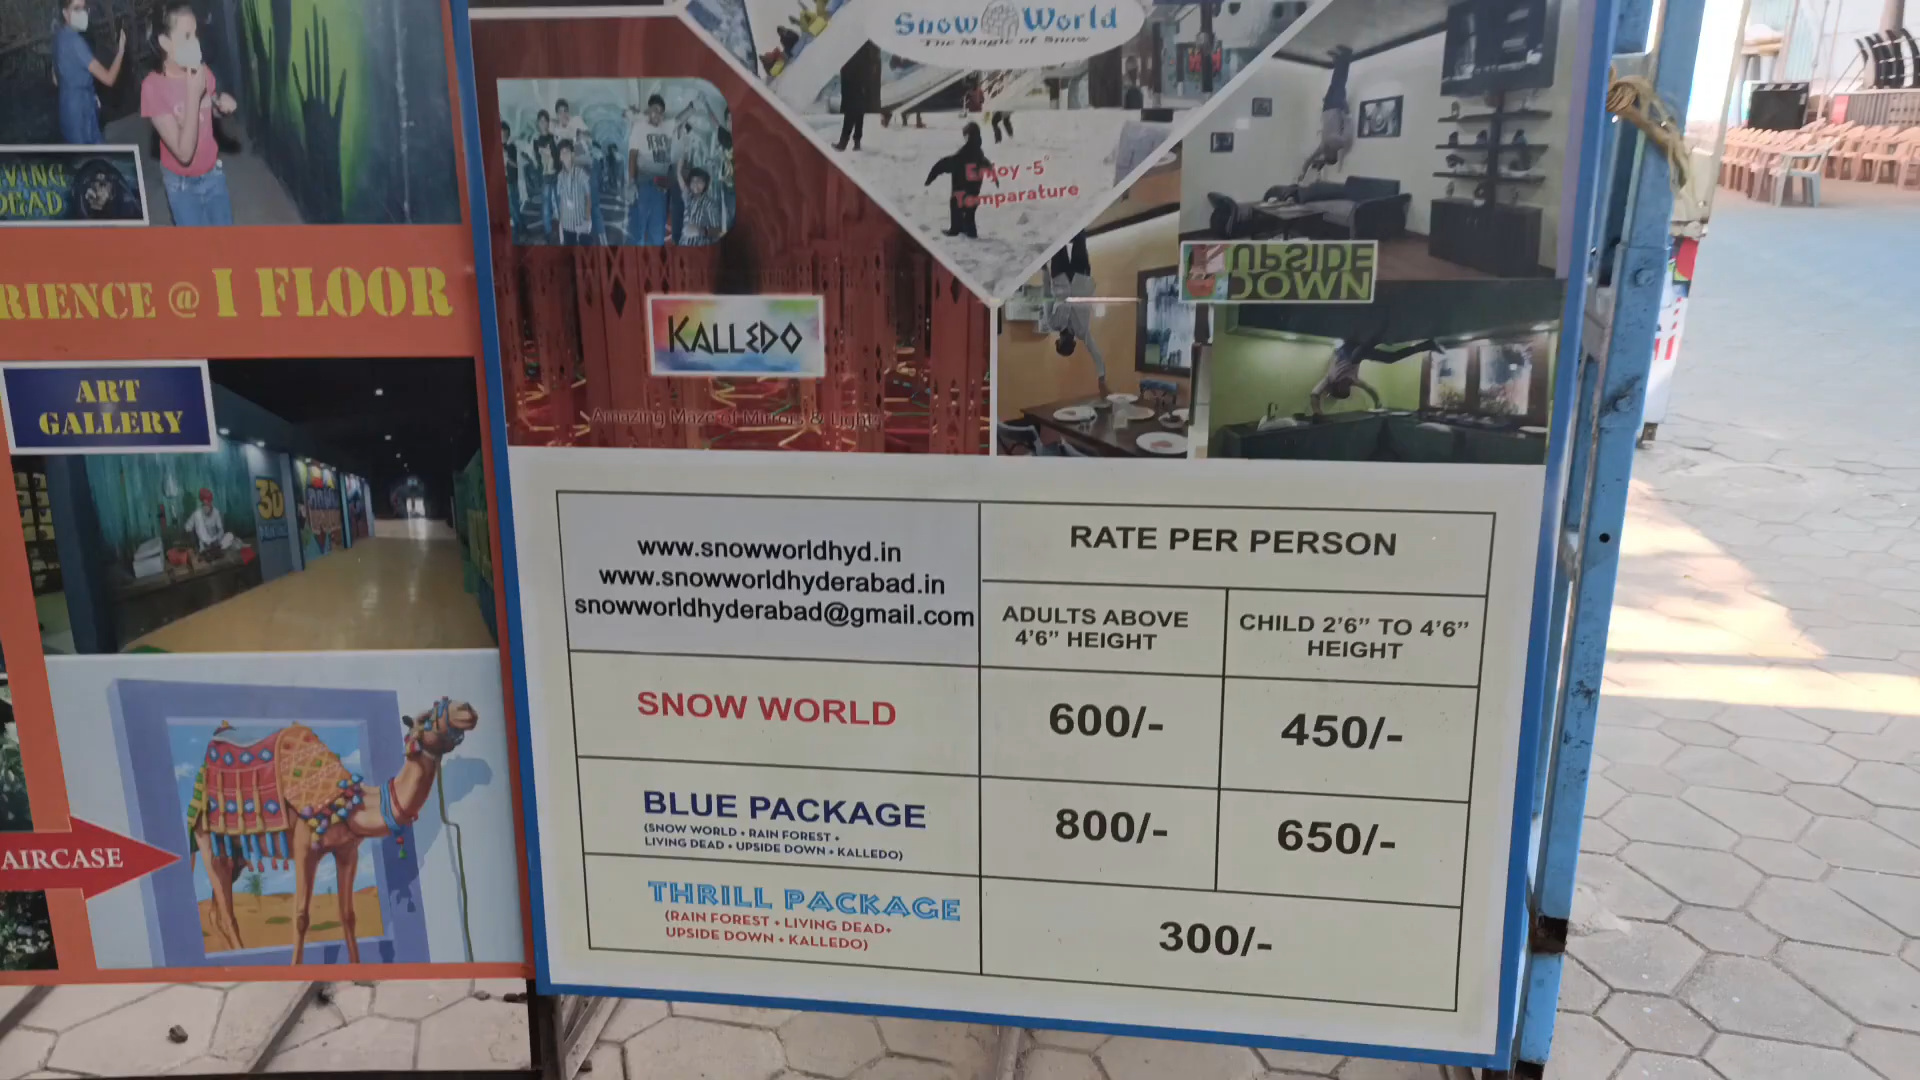 VING
DEAD
RIENCE @ I FLOOR
ART
GALLERY
3D
AIRCASE
Snow World
The Magic of Snow
Enjoy -5°
Temparature
UPSIDE
DOWN
KALLEDO
Amazing Maze of Mirrors & Lights
www.snowworldhyd.in
www.snowworldhyderabad.in
snowworldhyderabad@gmail.com
RATE PER PERSON
ADULTS ABOVE
4'6" HEIGHT
CHILD 2'6" TO 4'6"
HEIGHT
SNOW WORLD
600/-
450/-
BLUE PACKAGE
(SNOW WORLD • RAIN FOREST •
LIVING DEAD • UPSIDE DOWN • KALLEDO)
800/-
650/-
THRILL PACKAGE
(RAIN FOREST • LIVING DEAD•
UPSIDE DOWN • KALLEDO)
300/-